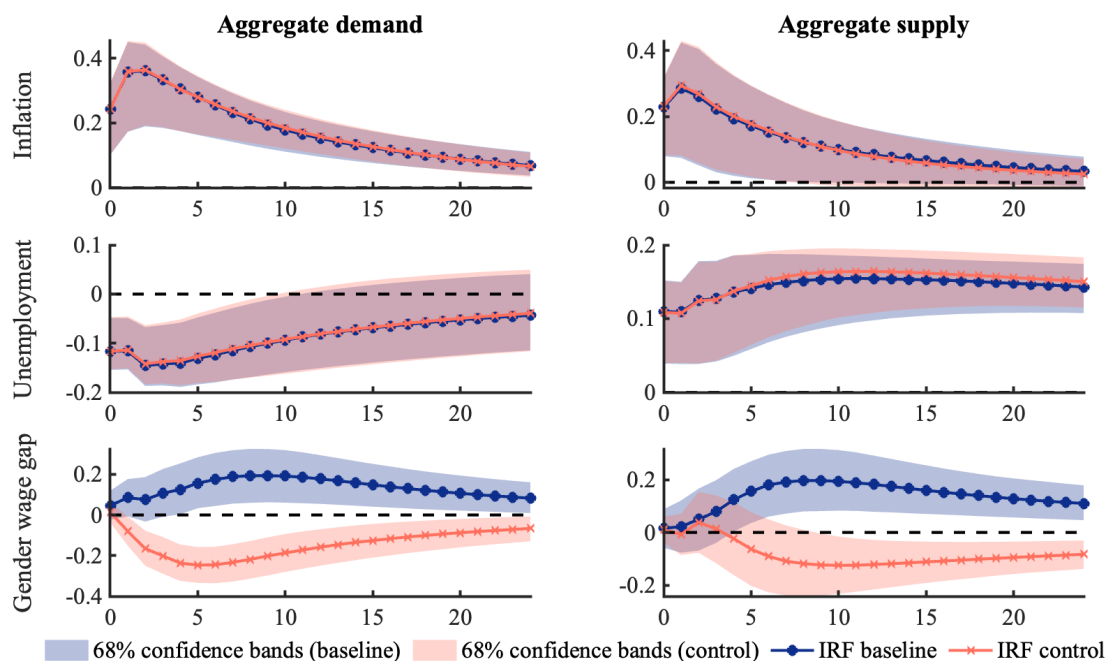 Aggregate demand
Aggregate supply
Inflation
0.4
0.2
0
0 5 10 15 20
0.4
0.2
0
0 5 10 15 20
Unemployment
0.1
0
-0.1
-0.2
0 5 10 15 20
0.2
0.1
0
0 5 10 15 20
Gender wage gap
0.2
0
-0.2
-0.4
0 5 10 15 20
0.2
0
-0.2
0 5 10 15 20
68% confidence bands (baseline) 68% confidence bands (control) IRF baseline IRF control